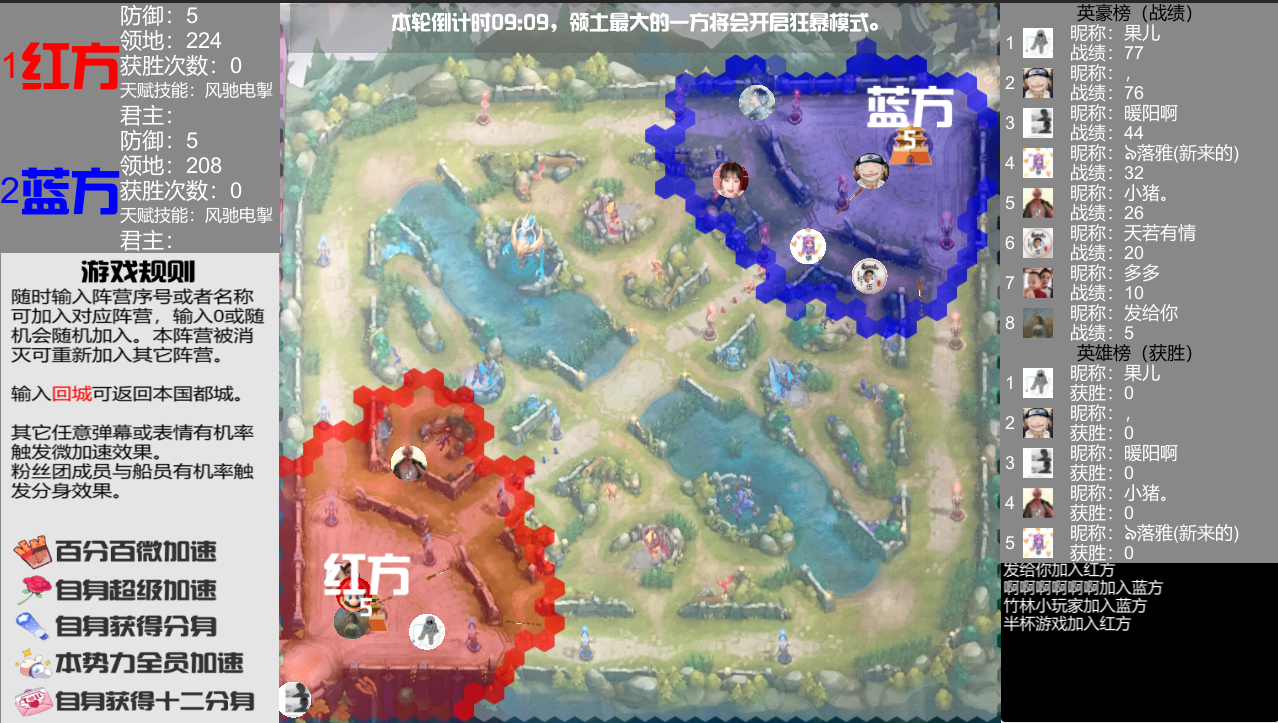 防御：5
领地：224
1红方
获胜次数：0
天赋技能：风驰电掣
君主：
防御：5
领地：208
2蓝方
获胜次数：0
天赋技能：风驰电掣
君主：
游戏规则
随时输入阵营序号或者名称
可加入对应阵营，输入0或随
机会随机加入。本阵营被消
灭可重新加入其它阵营。
输入回城可返回本国都城。
其它任意弹幕或表情有机率
触发微加速效果。
粉丝团成员与船员有机率触
发分身效果。
百分百微加速
自身超级加速
自身获得分身
本势力全员加速
自身获得十二分身
本轮倒计时09:09，领土最大的一方将会开启狂暴模式。
蓝方
5
红方
5
英豪榜（战绩）
1 昵称：果儿
战绩：77
2 昵称：,
战绩：76
3 昵称：暖阳啊
战绩：44
4 昵称：ঌ落雅(新来的)
战绩：32
5 昵称：小猪。
战绩：26
6 昵称：天若有情
战绩：20
7 昵称：多多
战绩：10
8 昵称：发给你
战绩：5
英雄榜（获胜）
1 昵称：果儿
获胜：0
2 昵称：,
获胜：0
3 昵称：暖阳啊
获胜：0
4 昵称：小猪。
获胜：0
5 昵称：ঌ落雅(新来的)
获胜：0
发给你加入红方
啊啊啊啊啊啊加入蓝方
竹林小玩家加入蓝方
半杯游戏加入红方